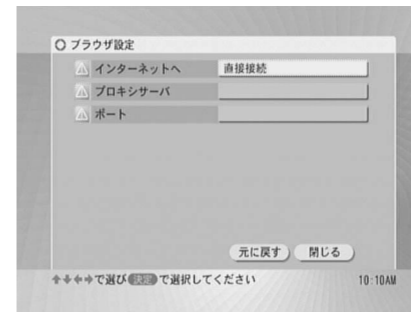 ブラウザ設定
インターネットへ 直接接続
プロキシサーバ
ポート
元に戻す 閉じる
↑↓←→で選び 決定 で選択してください 10:10AM